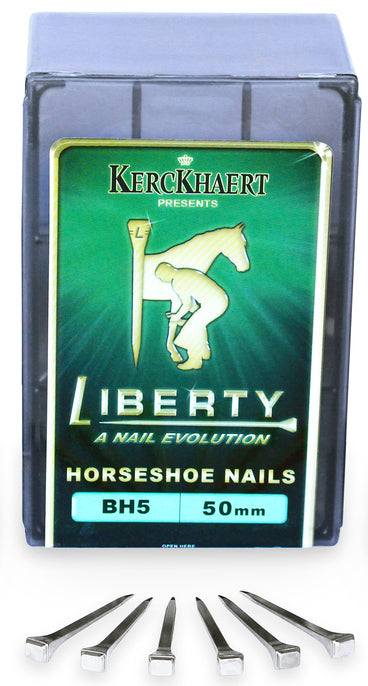 KERCKHAERT
PRESENTS
L
LIBERTY
A NAIL EVOLUTION
HORSESHOE NAILS
BH5 50mm
OPEN HERE